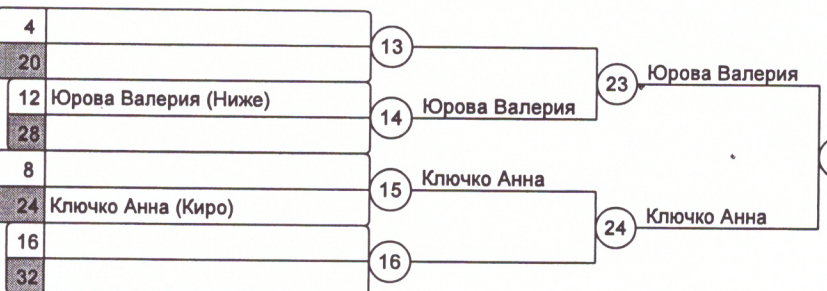 4
13
20
12 Юрова Валерия (Ниже)
14 Юрова Валерия
23 Юрова Валерия
28
8
15 Ключко Анна
24 Ключко Анна (Киро)
24 Ключко Анна
16
16
32